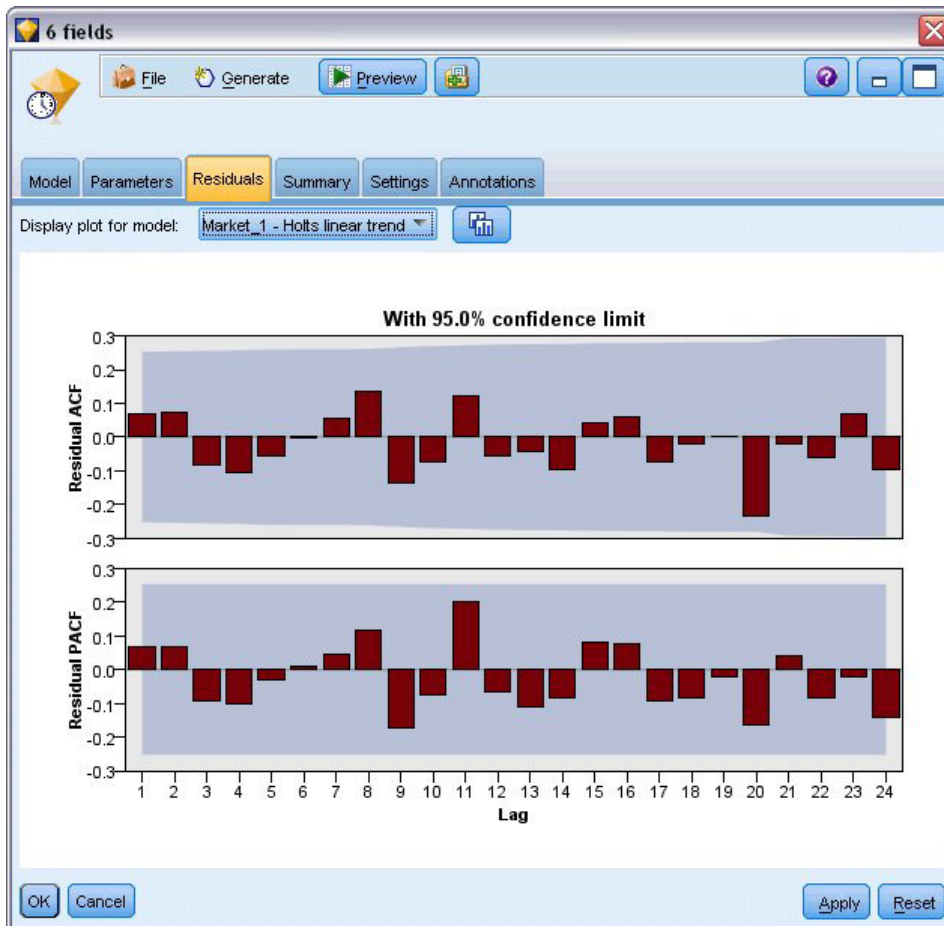 6 fields
File Generate Preview
Model Parameters Residuals Summary Settings Annotations
Display plot for model: Market_1 - Holts linear trend
With 95.0% confidence limit
Residual ACF
0.3
0.2
0.1
0.0
-0.1
-0.2
-0.3
Residual PACF
0.3
0.2
0.1
0.0
-0.1
-0.2
-0.3
1 2 3 4 5 6 7 8 9 10 11 12 13 14 15 16 17 18 19 20 21 22 23 24
Lag
OK Cancel Apply Reset